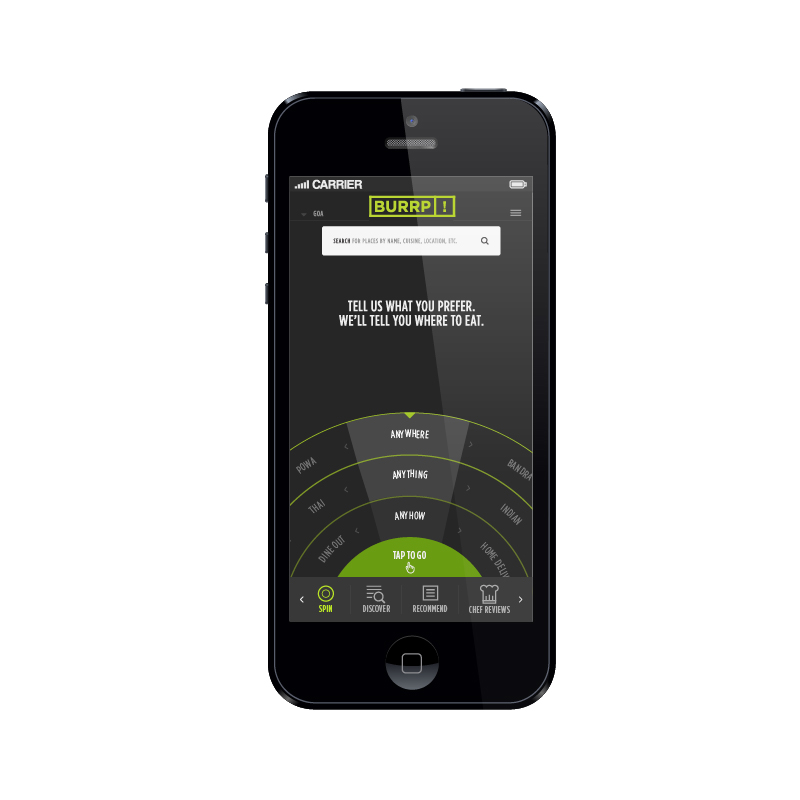 CARRIER
BURRP!
GOA
SEARCH FOR PLACES BY NAME, CUISINE, LOCATION, ETC.
TELL US WHAT YOU PREFER.
WE'LL TELL YOU WHERE TO EAT.
POWA ANYWHERE BANDRA
THAI ANYTHING INDIAN
DINE OUT ANYHOW HOME DELIV
TAP TO GO
SPIN DISCOVER RECOMMEND CHEF REVIEWS